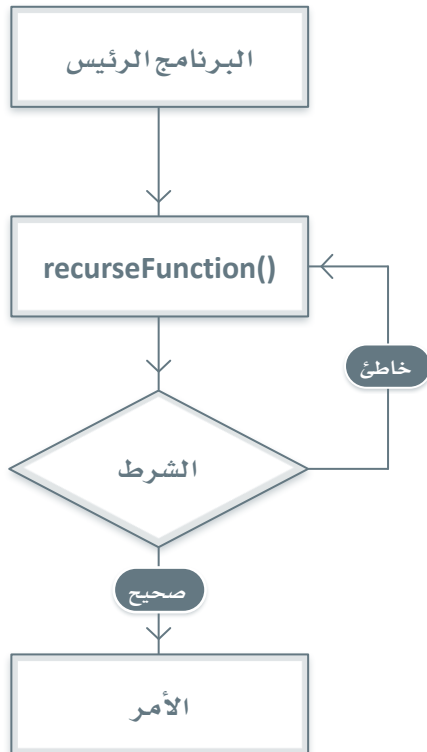 البرنامج الرئيس
recurseFunction()
خاطئ
الشرط
صحيح
الأمر